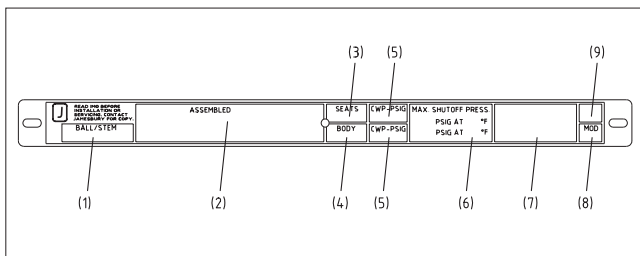 (3) (5) (9)
J
READ IMO BEFORE
INSTALLATION OR
SERVICING. CONTACT
JAMESBURY FOR COPY.
BALL/STEM
ASSEMBLED
SEATS
BODY
CWP-PSIG
CWP-PSIG
MAX. SHUTOFF PRESS.
PSIG AT °F
PSIG AT °F
MOD
(1) (2) (4) (5) (6) (7) (8)